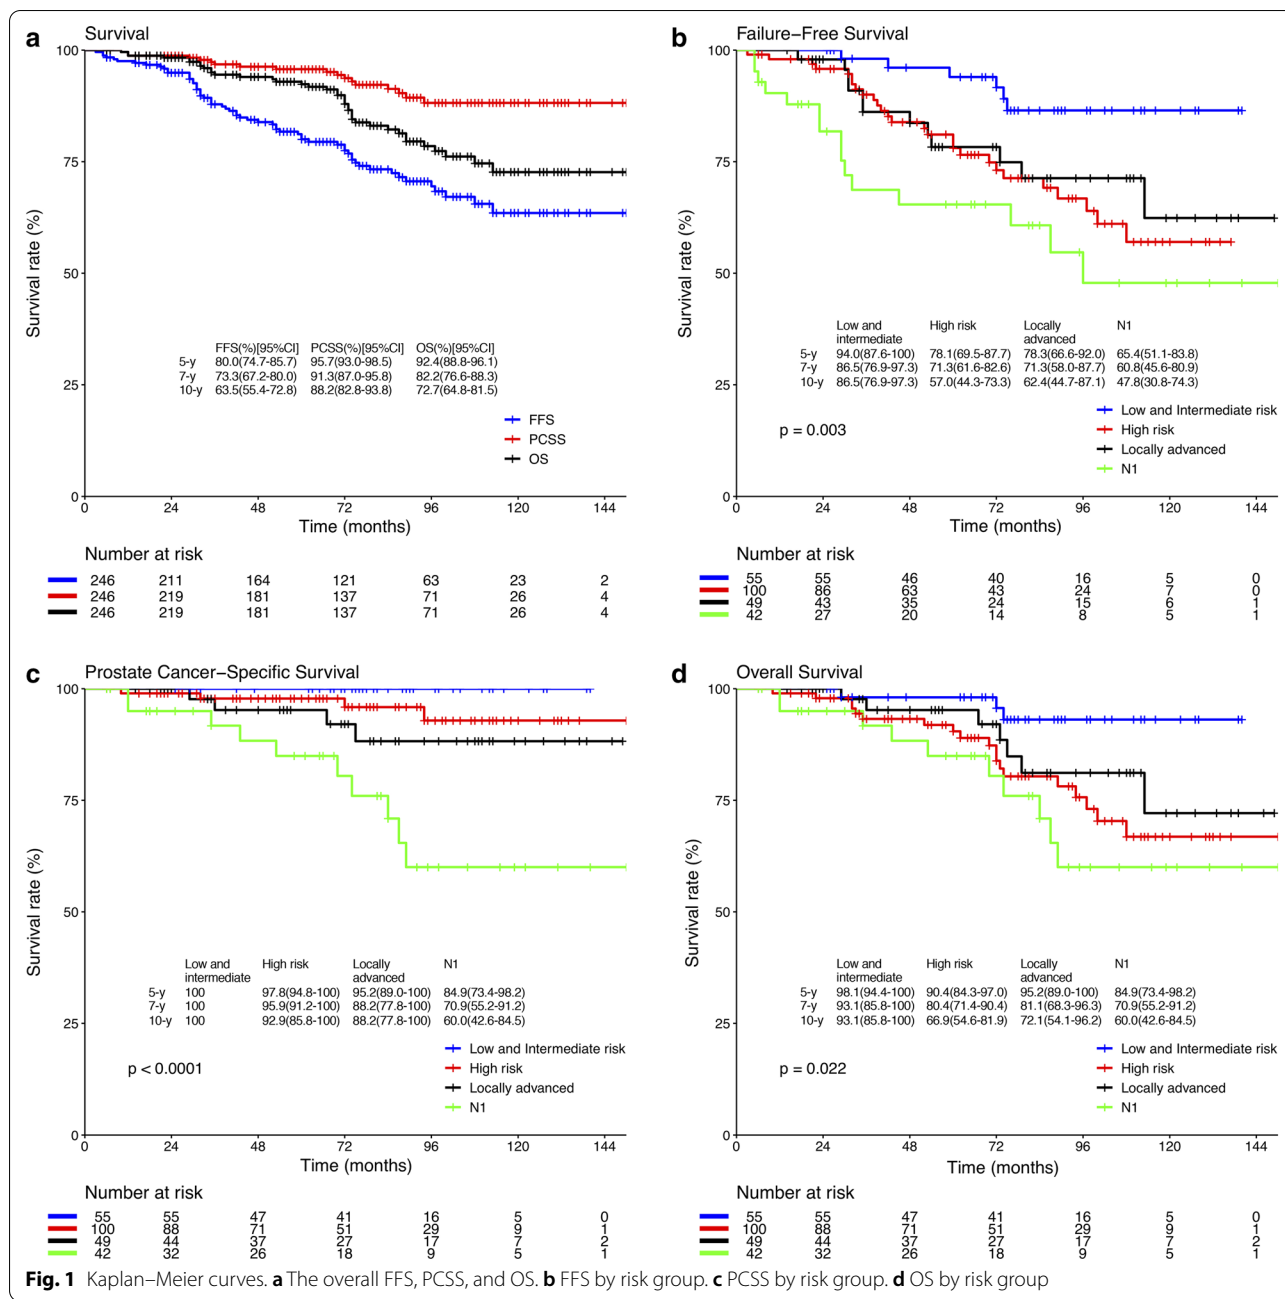 a Survival
100
75
50
25
0
Survival rate (%)
FFS(%)[95%CI] PCSS(%)[95%CI] OS(%)[95%CI]
5-y 80.0(74.7-85.7) 95.7(93.0-98.5) 92.4(88.8-96.1)
7-y 73.3(67.2-80.0) 91.3(87.0-95.8) 82.2(76.6-88.3)
10-y 63.5(55.4-72.8) 88.2(82.8-93.8) 72.7(64.8-81.5)
FFS
PCSS
OS
0 24 48 72 96 120 144
Time (months)
Number at risk
246 211 164 121 63 23 2
246 219 181 137 71 26 4
246 219 181 137 71 26 4
b Failure–Free Survival
100
75
50
25
0
Survival rate (%)
Low and High risk Locally N1
intermediate advanced
5-y 94.0(87.6-100) 78.1(69.5-87.7) 78.3(66.6-92.0) 65.4(51.1-83.8)
7-y 86.5(76.9-97.3) 71.3(61.6-82.6) 71.3(58.0-87.7) 60.8(45.6-80.9)
10-y 86.5(76.9-97.3) 57.0(44.3-73.3) 62.4(44.7-87.1) 47.8(30.8-74.3)
Low and Intermediate risk
High risk
Locally advanced
N1
p = 0.003
0 24 48 72 96 120 144
Time (months)
Number at risk
55 55 46 40 16 5 0
100 86 63 43 24 7 0
49 43 35 24 15 6 1
42 27 20 14 8 5 1
c Prostate Cancer–Specific Survival
100
75
50
25
0
Survival rate (%)
Low and High risk Locally N1
intermediate advanced
5-y 100 97.8(94.8-100) 95.2(89.0-100) 84.9(73.4-98.2)
7-y 100 95.9(91.2-100) 88.2(77.8-100) 70.9(55.2-91.2)
10-y 100 92.9(85.8-100) 88.2(77.8-100) 60.0(42.6-84.5)
Low and Intermediate risk
High risk
Locally advanced
N1
p < 0.0001
0 24 48 72 96 120 144
Time (months)
Number at risk
55 55 47 41 16 5 0
100 88 71 51 29 9 1
49 44 37 27 17 7 2
42 32 26 18 9 5 1
d Overall Survival
100
75
50
25
0
Survival rate (%)
Low and High risk Locally N1
intermediate advanced
5-y 98.1(94.4-100) 90.4(84.3-97.0) 95.2(89.0-100) 84.9(73.4-98.2)
7-y 93.1(85.8-100) 80.4(71.4-90.4) 81.1(68.3-96.3) 70.9(55.2-91.2)
10-y 93.1(85.8-100) 66.9(54.6-81.9) 72.1(54.1-96.2) 60.0(42.6-84.5)
Low and Intermediate risk
High risk
Locally advanced
N1
p = 0.022
0 24 48 72 96 120 144
Time (months)
Number at risk
55 55 47 41 16 5 0
100 88 71 51 29 9 1
49 44 37 27 17 7 2
42 32 26 18 9 5 1
Fig. 1 Kaplan–Meier curves. a The overall FFS, PCSS, and OS. b FFS by risk group. c PCSS by risk group. d OS by risk group